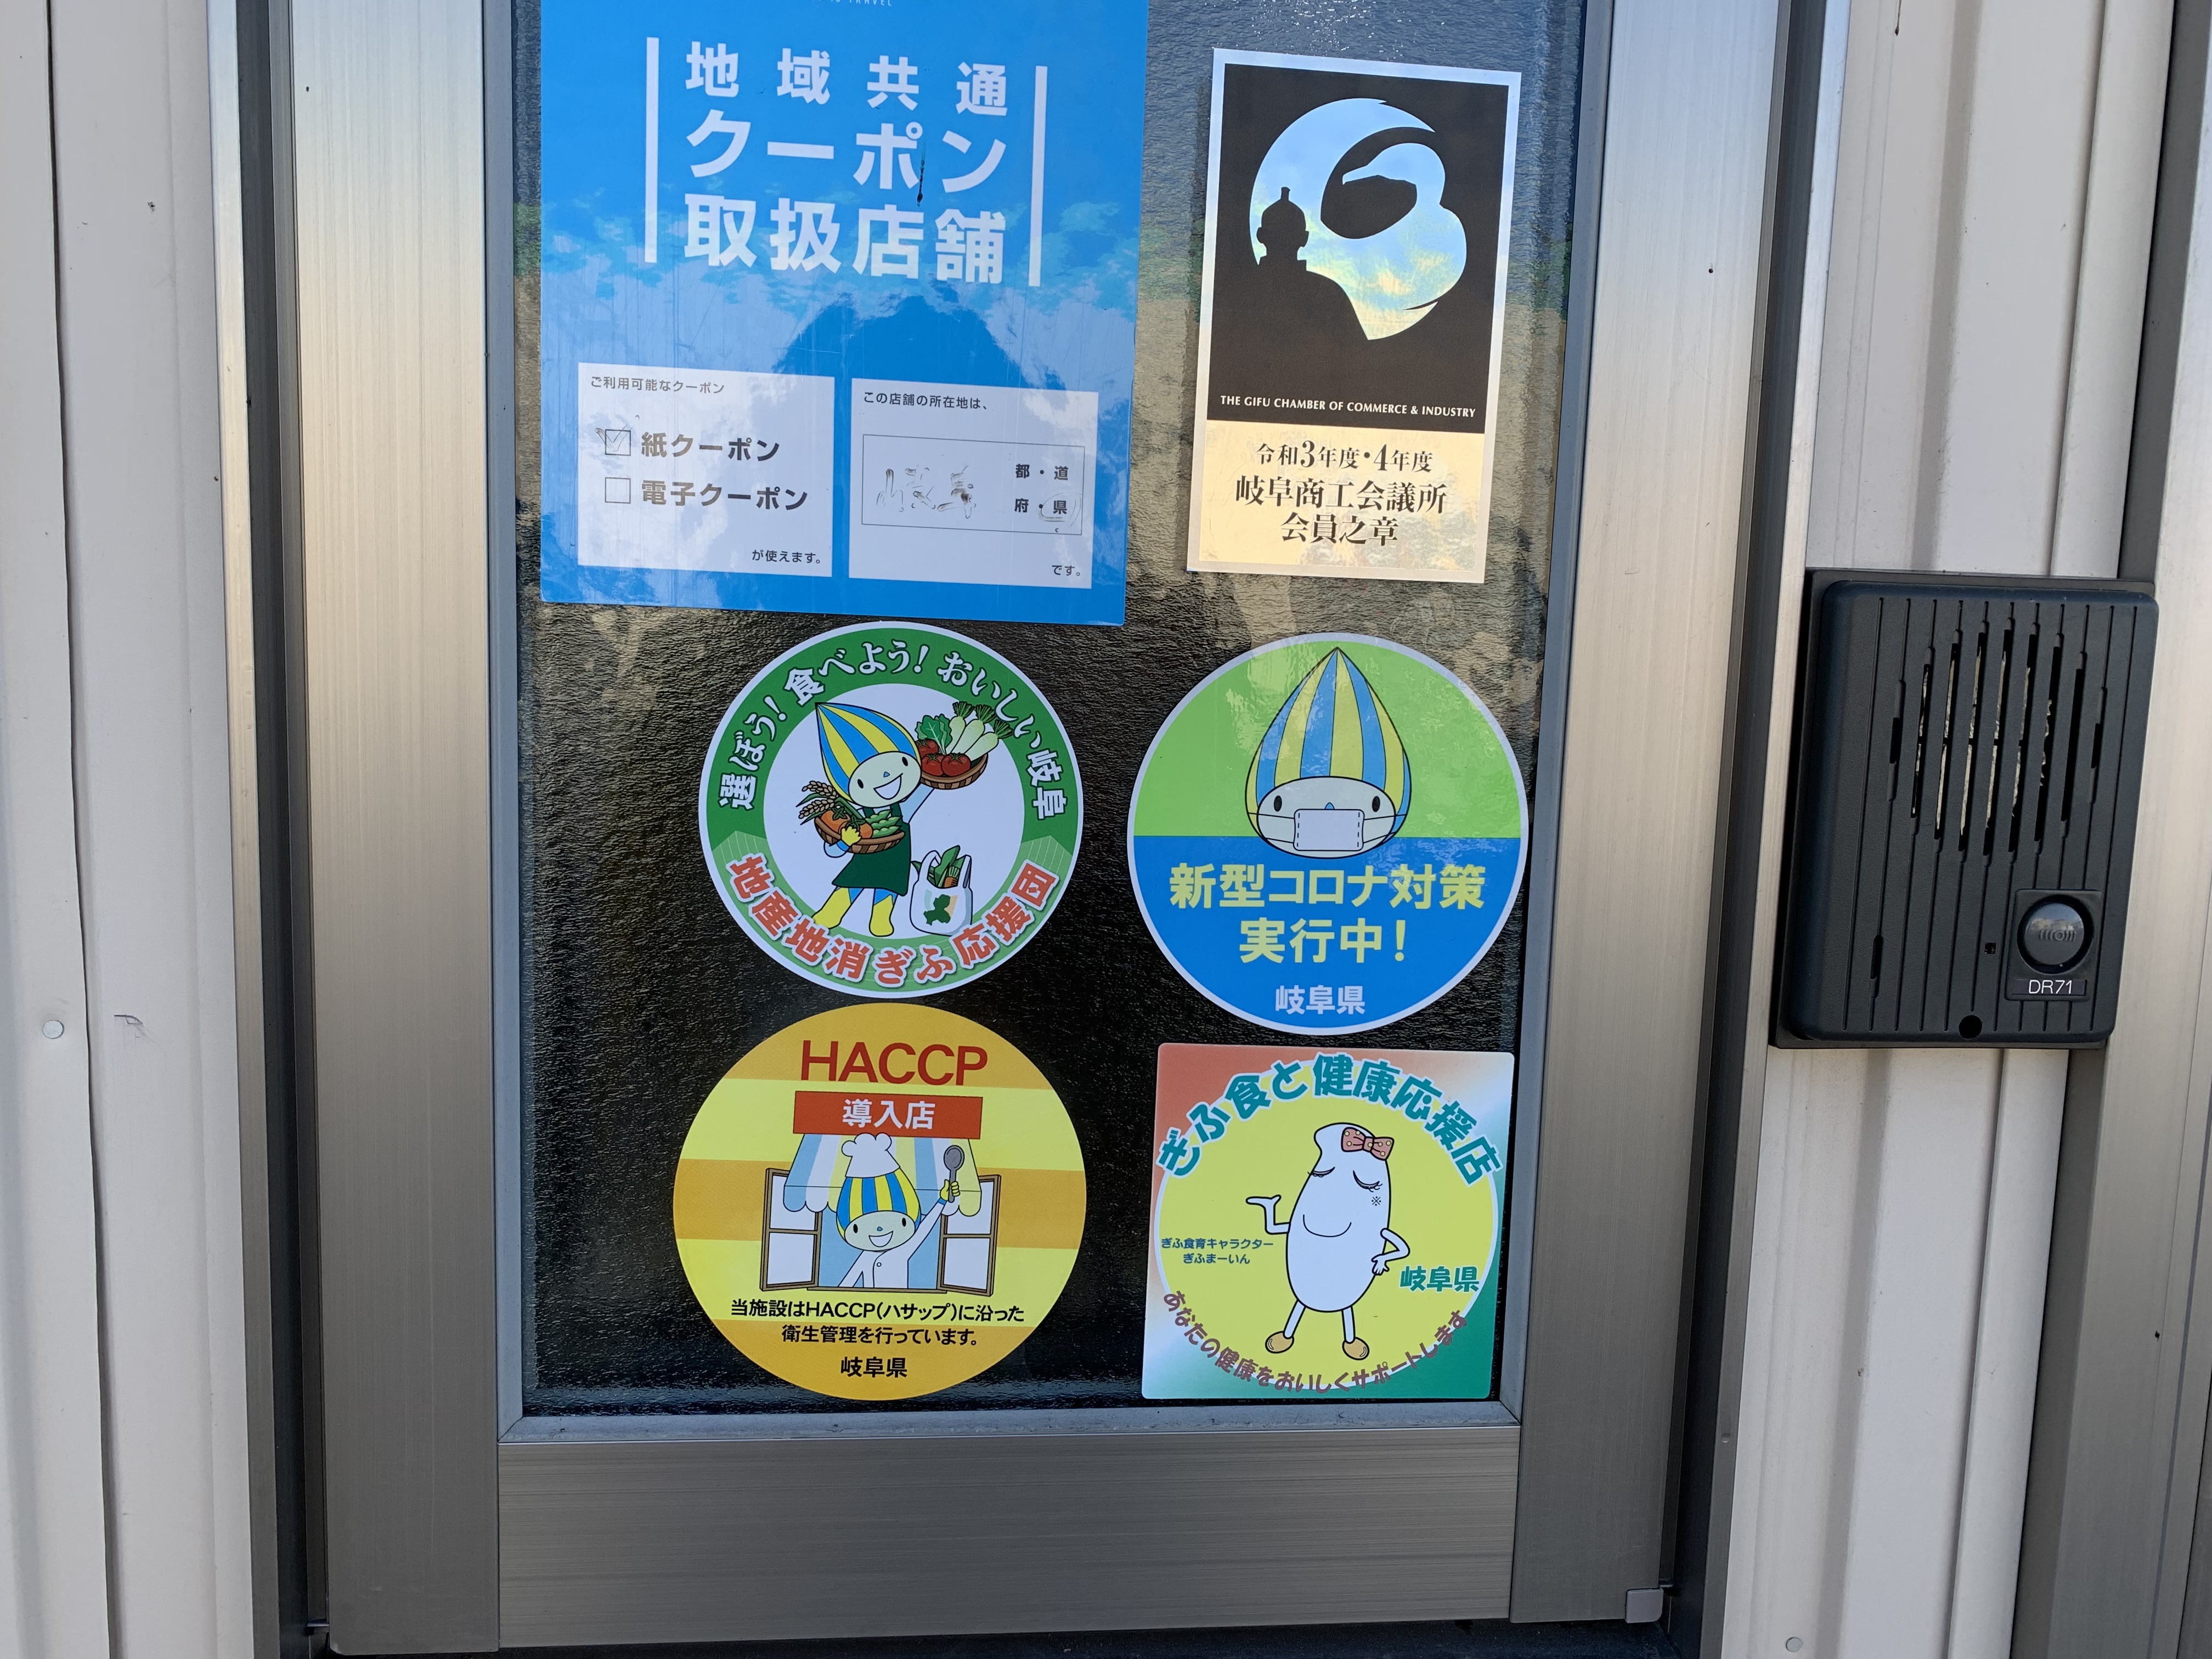 TRAVEL
地域共通
クーポン
取扱店舗
ご利用可能なクーポン
紙クーポン
電子クーポン
が使えます。
この店舗の所在地は、
都・道
府・県
です。
THE GIFU CHAMBER OF COMMERCE & INDUSTRY
令和3年度・4年度
岐阜商工会議所
会員之章
選ぼう!食べよう!おいしい岐阜
地産地消ぎふ応援団
新型コロナ対策
実行中!
岐阜県
HACCP
導入店
当施設はHACCP(ハサップ)に沿った
衛生管理を行っています。
岐阜県
ぎふ食と健康応援店
※
ぎふ食育キャラクター
ぎふまーいん
岐阜県
あなたの健康をおいしくサポートします
DR71